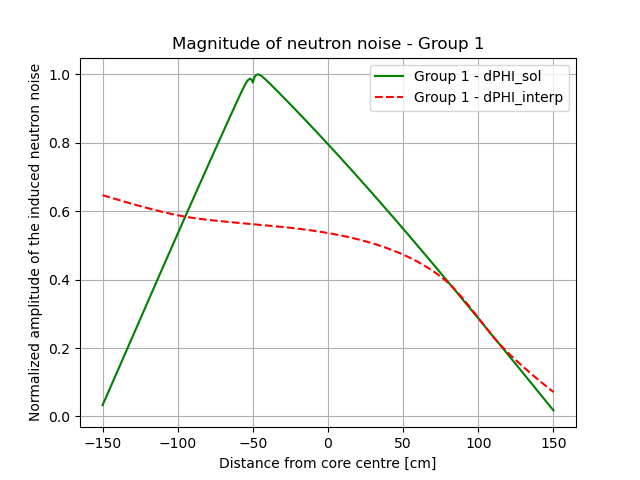 Magnitude of neutron noise - Group 1
Normalized amplitude of the induced neutron noise
1.0
0.8
0.6
0.4
0.2
0.0
Group 1 - dPHI_sol
Group 1 - dPHI_interp
−150
−100
−50
0
50
100
150
Distance from core centre [cm]